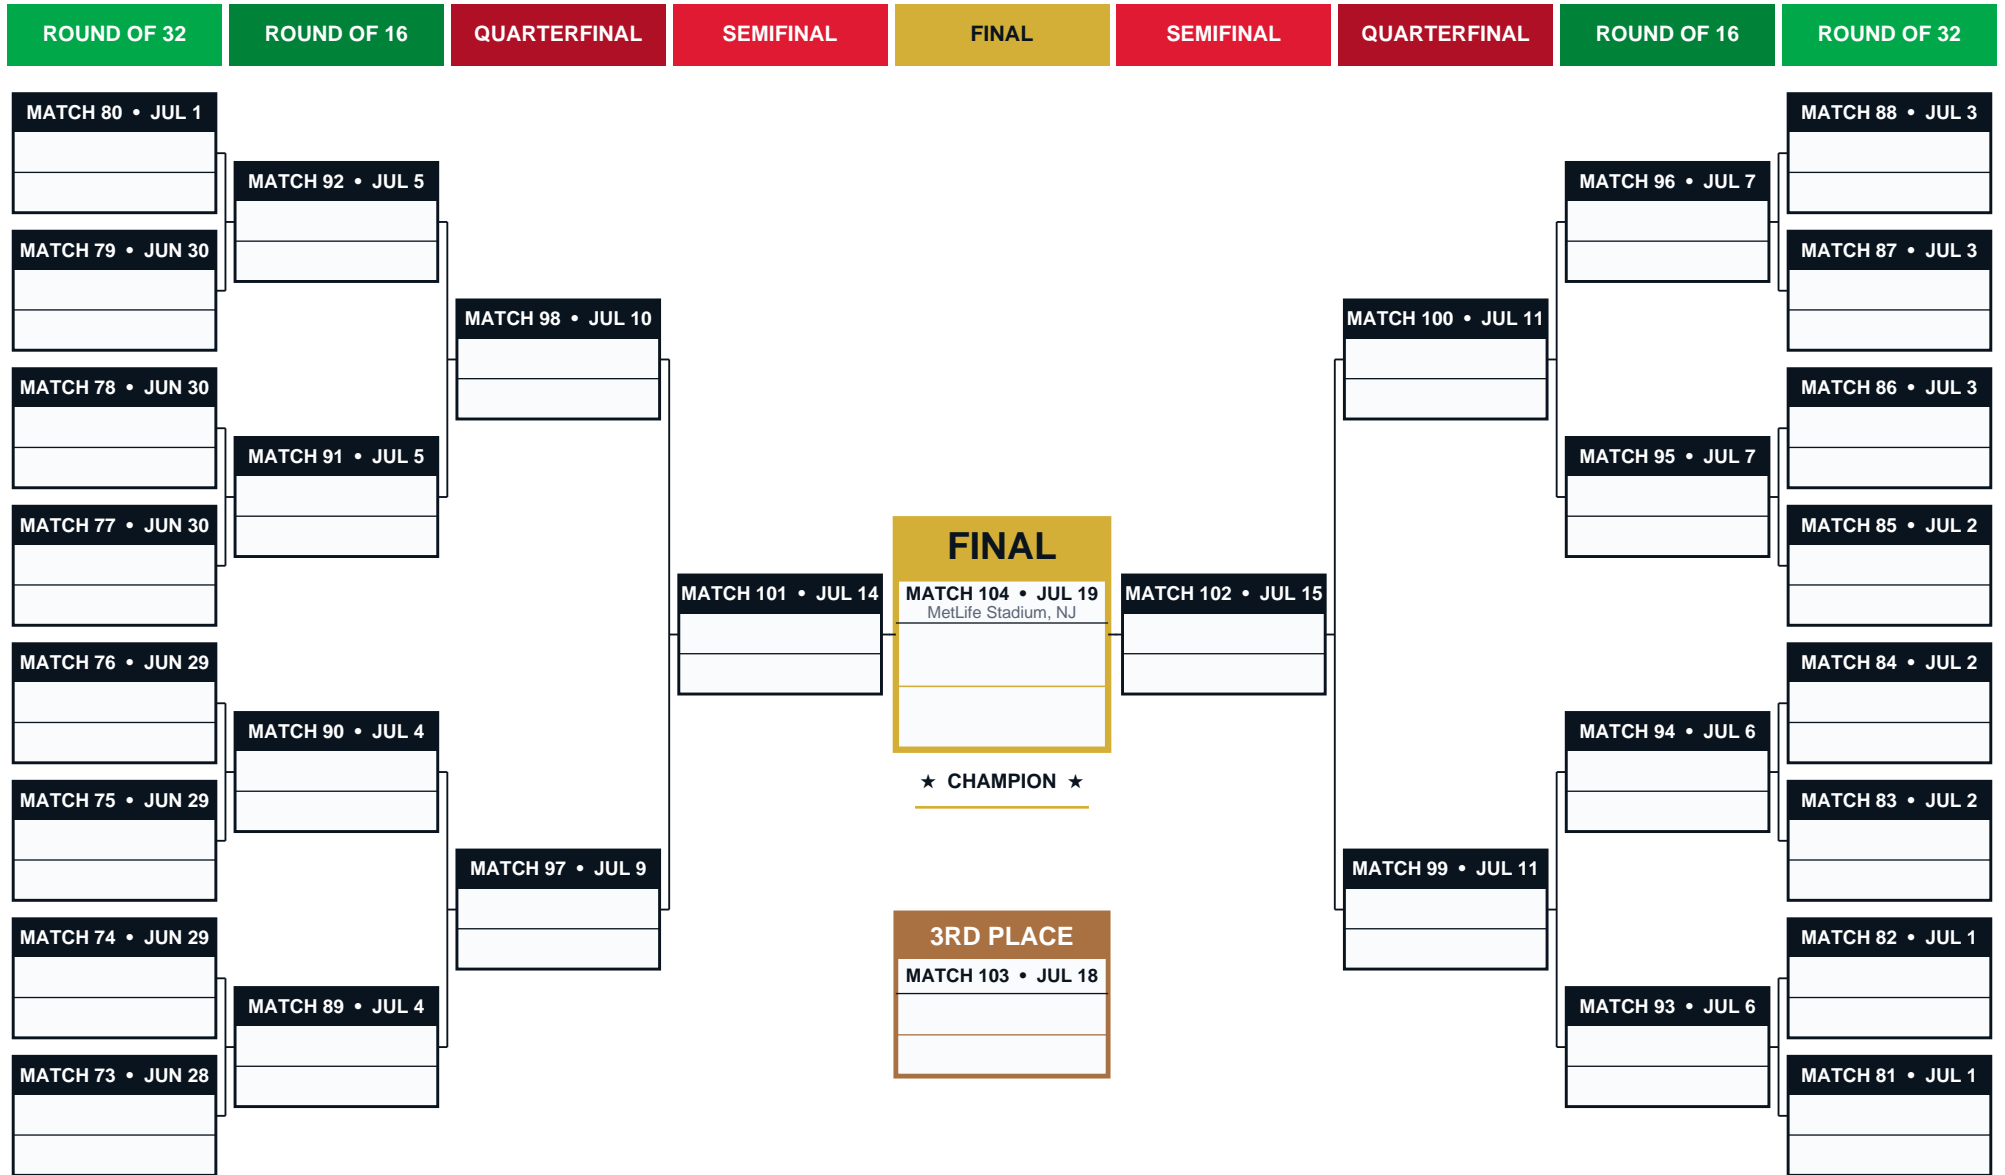 ROUND OF 32
ROUND OF 16
QUARTERFINAL
SEMIFINAL
FINAL
SEMIFINAL
QUARTERFINAL
ROUND OF 16
ROUND OF 32
MATCH 80 • JUL 1
MATCH 79 • JUN 30
MATCH 78 • JUN 30
MATCH 77 • JUN 30
MATCH 76 • JUN 29
MATCH 75 • JUN 29
MATCH 74 • JUN 29
MATCH 73 • JUN 28
MATCH 92 • JUL 5
MATCH 91 • JUL 5
MATCH 90 • JUL 4
MATCH 89 • JUL 4
MATCH 98 • JUL 10
MATCH 97 • JUL 9
MATCH 101 • JUL 14
FINAL
MATCH 104 • JUL 19
MetLife Stadium, NJ
★ CHAMPION ★
3RD PLACE
MATCH 103 • JUL 18
MATCH 102 • JUL 15
MATCH 100 • JUL 11
MATCH 99 • JUL 11
MATCH 96 • JUL 7
MATCH 95 • JUL 7
MATCH 94 • JUL 6
MATCH 93 • JUL 6
MATCH 88 • JUL 3
MATCH 87 • JUL 3
MATCH 86 • JUL 3
MATCH 85 • JUL 2
MATCH 84 • JUL 2
MATCH 83 • JUL 2
MATCH 82 • JUL 1
MATCH 81 • JUL 1